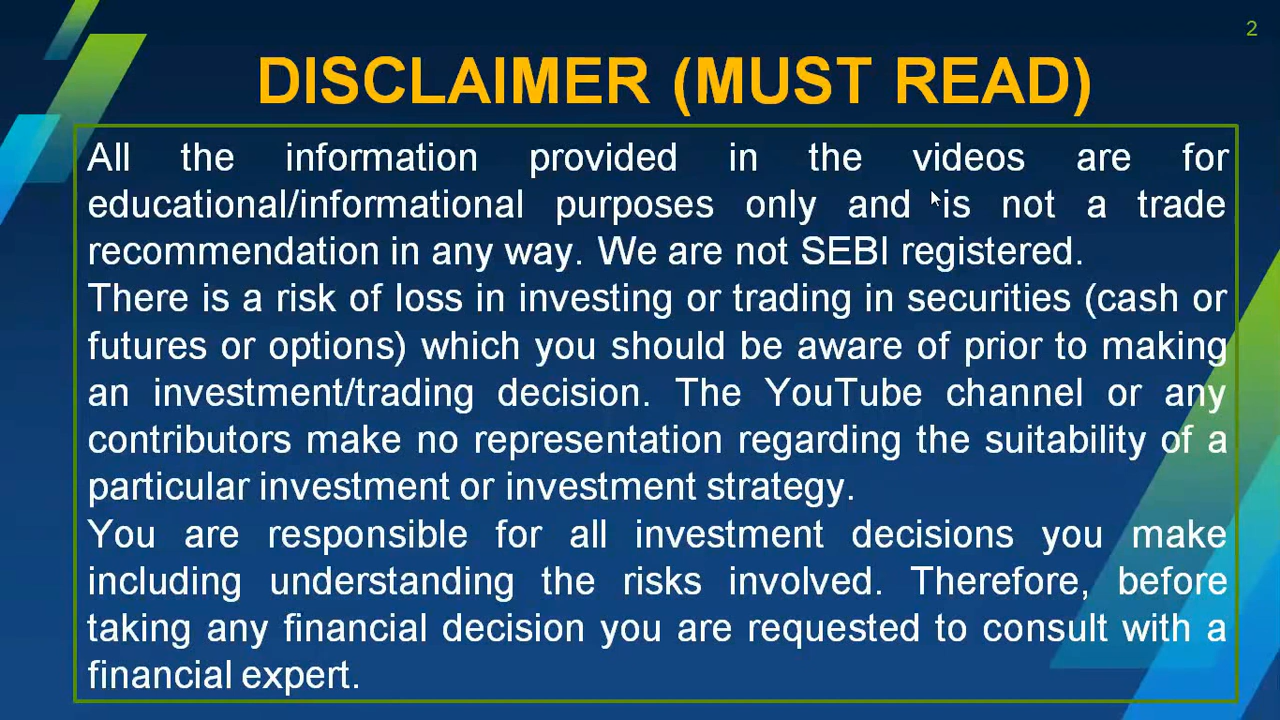 2
DISCLAIMER (MUST READ)
All the information provided in the videos are for
educational/informational purposes only and is not a trade
recommendation in any way. We are not SEBI registered.
There is a risk of loss in investing or trading in securities (cash or
futures or options) which you should be aware of prior to making
an investment/trading decision. The YouTube channel or any
contributors make no representation regarding the suitability of a
particular investment or investment strategy.
You are responsible for all investment decisions you make
including understanding the risks involved. Therefore, before
taking any financial decision you are requested to consult with a
financial expert.